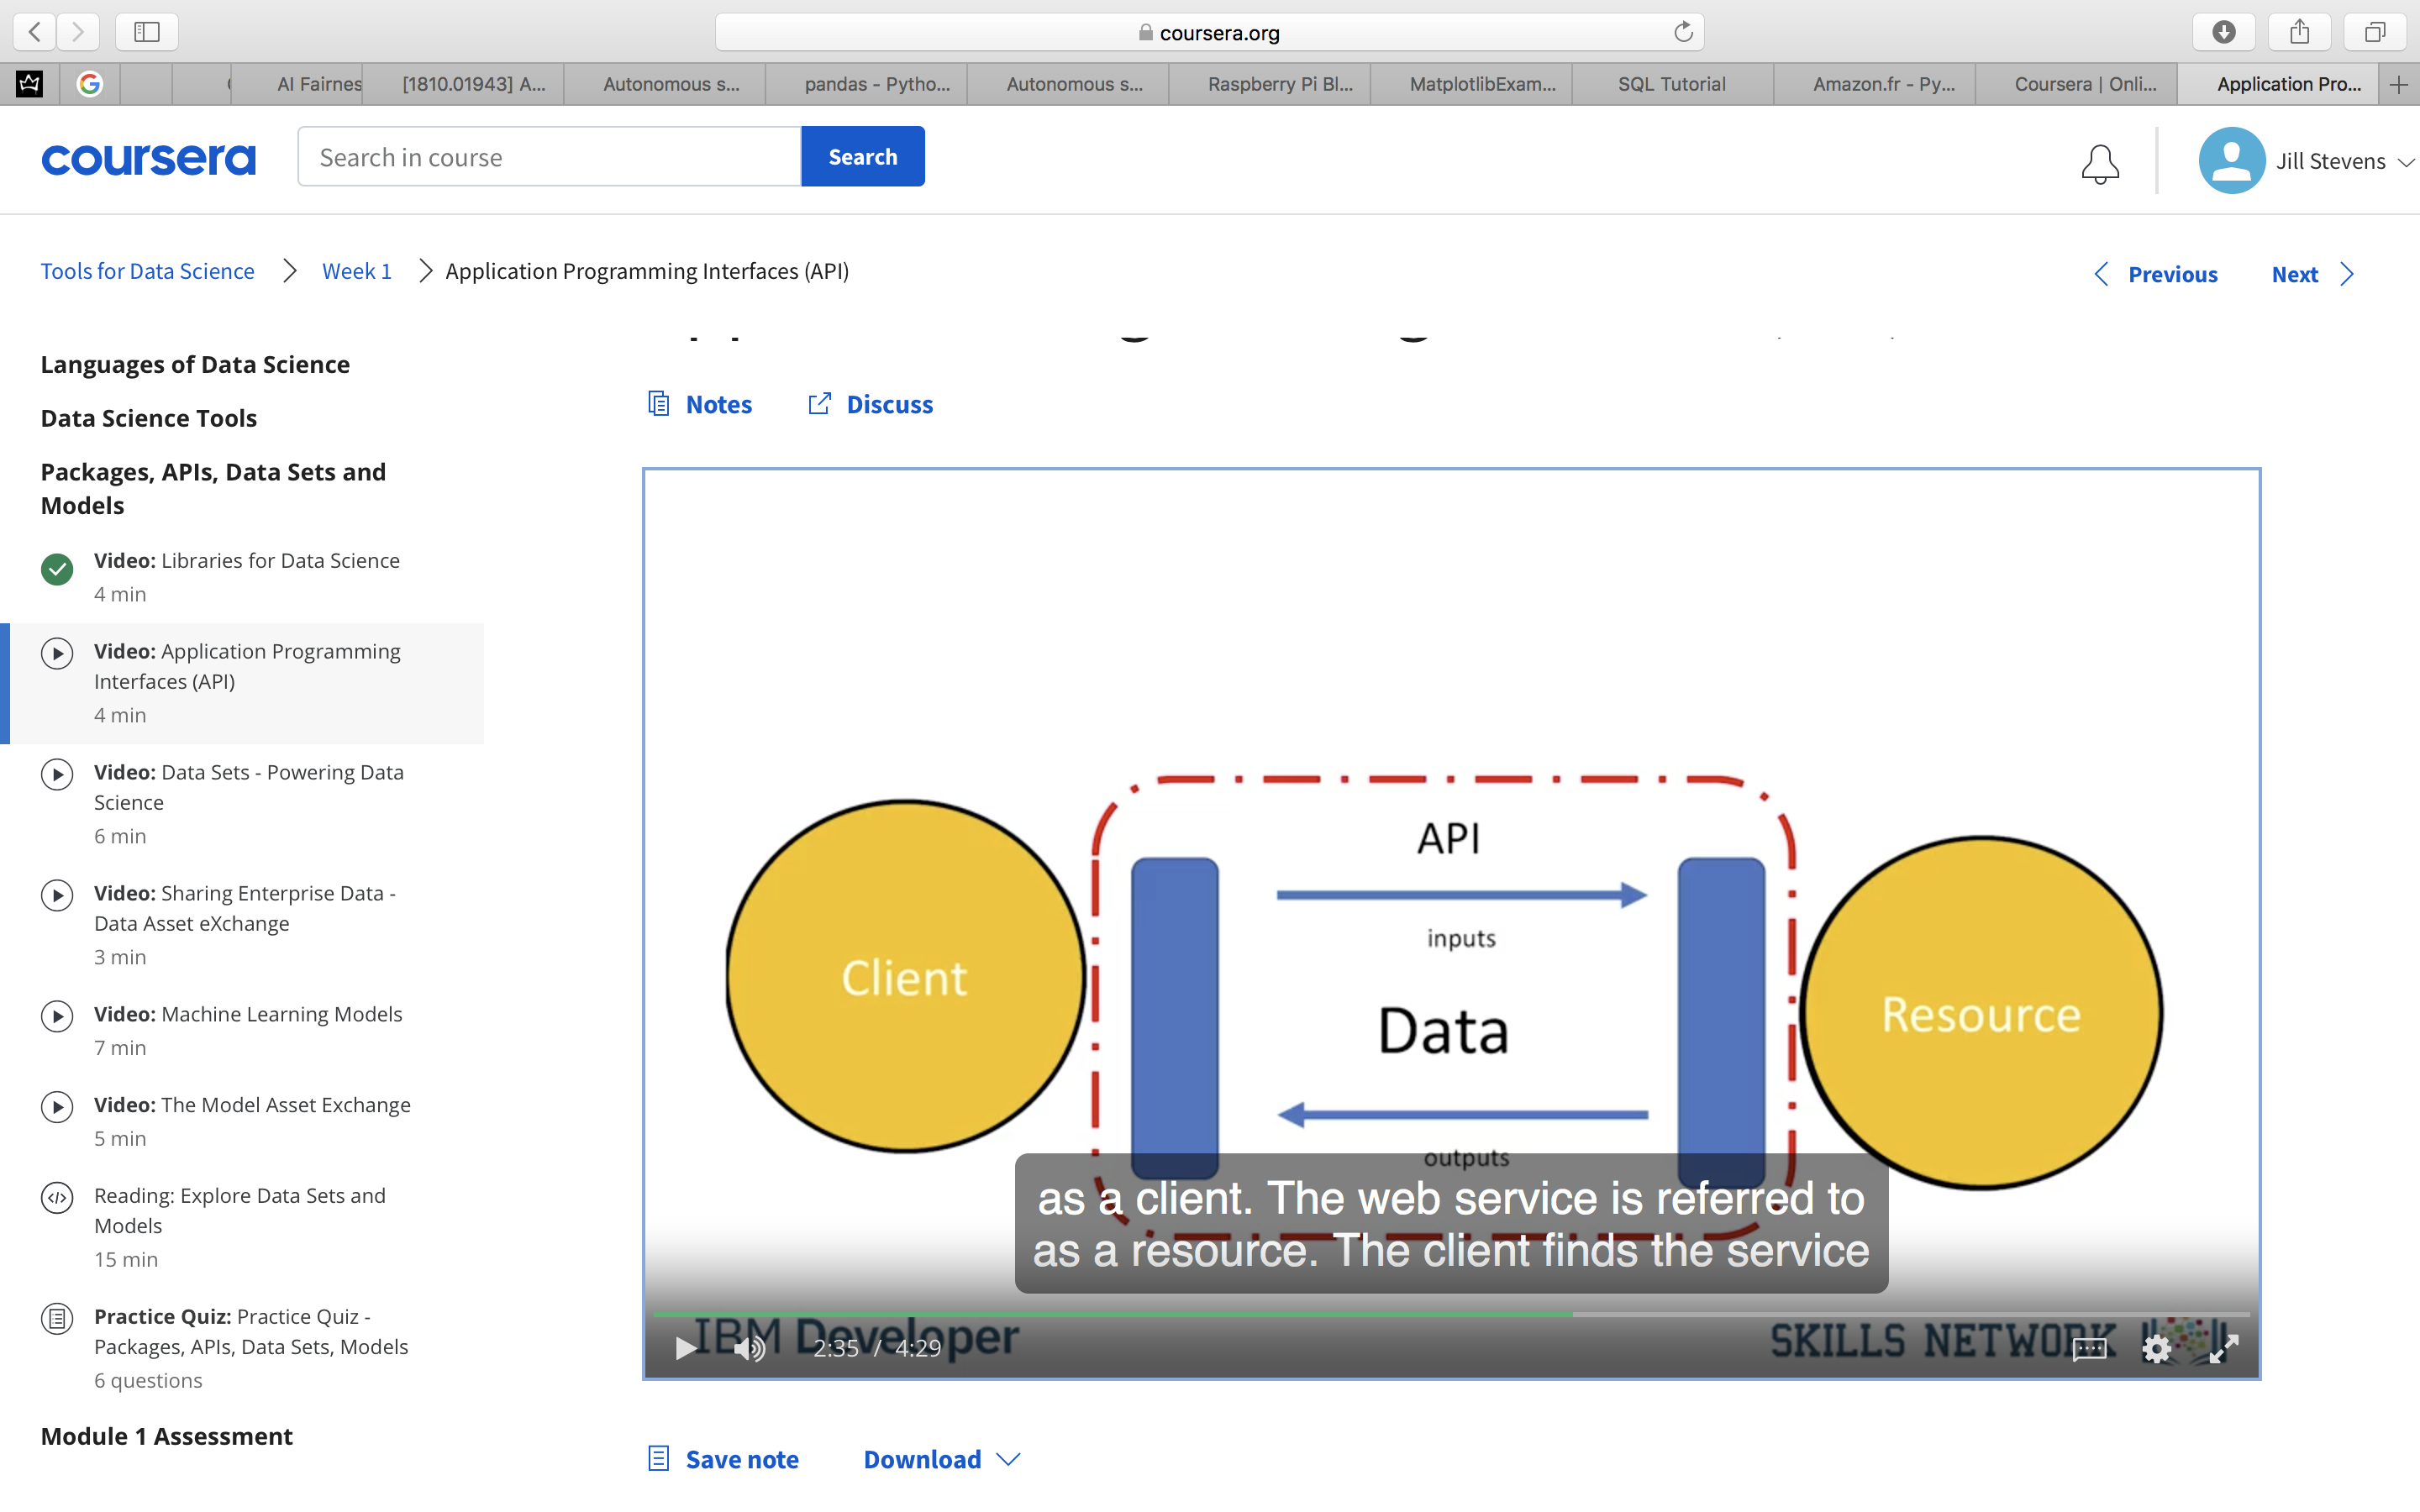 coursera.org
AI Fairnes
[1810.01943] A...
Autonomous s...
pandas - Pytho...
Autonomous s...
Raspberry Pi Bl...
MatplotlibExam...
SQL Tutorial
Amazon.fr - Py...
Coursera | Onli...
Application Pro...
coursera
Search in course
Search
Jill Stevens
Tools for Data Science
Week 1
Application Programming Interfaces (API)
Previous
Next
Languages of Data Science
Data Science Tools
Packages, APIs, Data Sets and
Models
Video: Libraries for Data Science
4 min
Video: Application Programming
Interfaces (API)
4 min
Video: Data Sets - Powering Data
Science
6 min
Video: Sharing Enterprise Data -
Data Asset eXchange
3 min
Video: Machine Learning Models
7 min
Video: The Model Asset Exchange
5 min
Reading: Explore Data Sets and
Models
15 min
Practice Quiz: Practice Quiz -
Packages, APIs, Data Sets, Models
6 questions
Module 1 Assessment
Notes
Discuss
API
inputs
Client
Data
Resource
outputs
as a client. The web service is referred to
as a resource. The client finds the service
IBM Developer
SKILLS NETWORK
2:35 / 4:29
Save note
Download